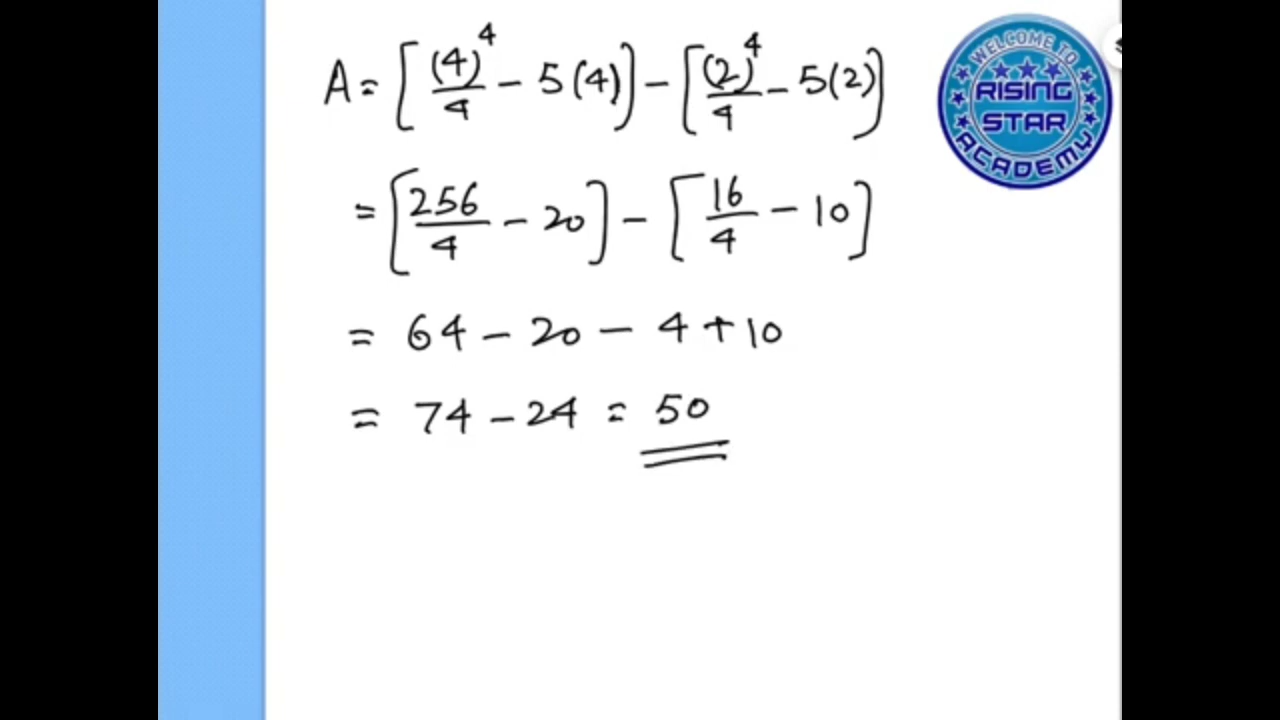 A = [(4)^4/4 - 5(4)] - [(2)^4/4 - 5(2)]
= [256/4 - 20] - [16/4 - 10]
= 64 - 20 - 4 + 10
= 74 - 24 = 50
WELCOME TO
RISING
STAR
ACADEMY